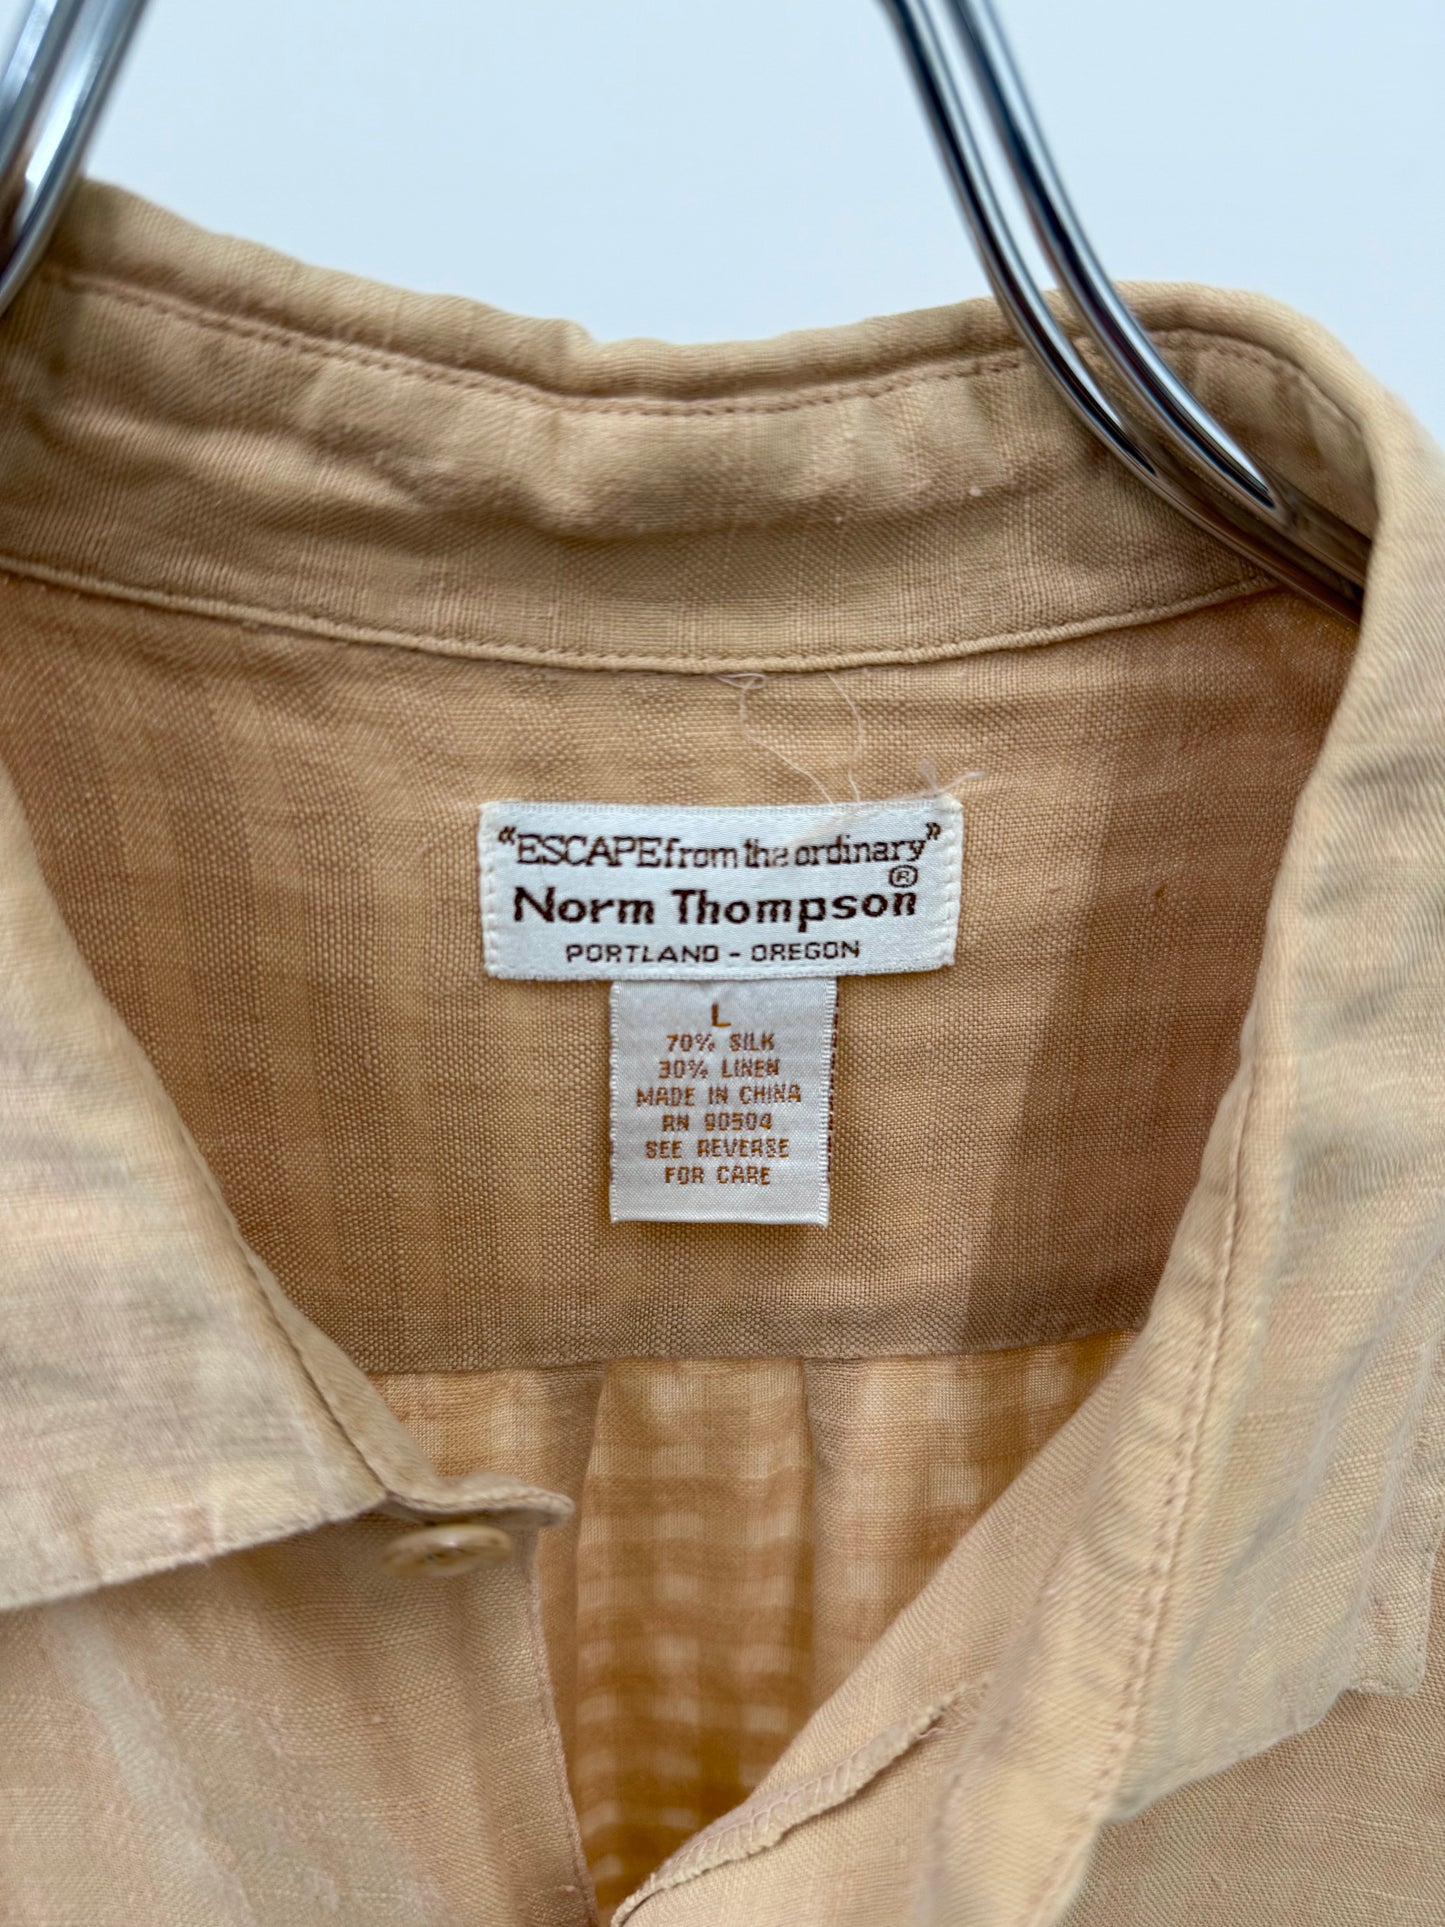 “ESCAPE from the ordinary”
Norm Thompson®
PORTLAND - OREGON
L
70% SILK
30% LINEN
MADE IN CHINA
RN 90504
SEE REVERSE
FOR CARE